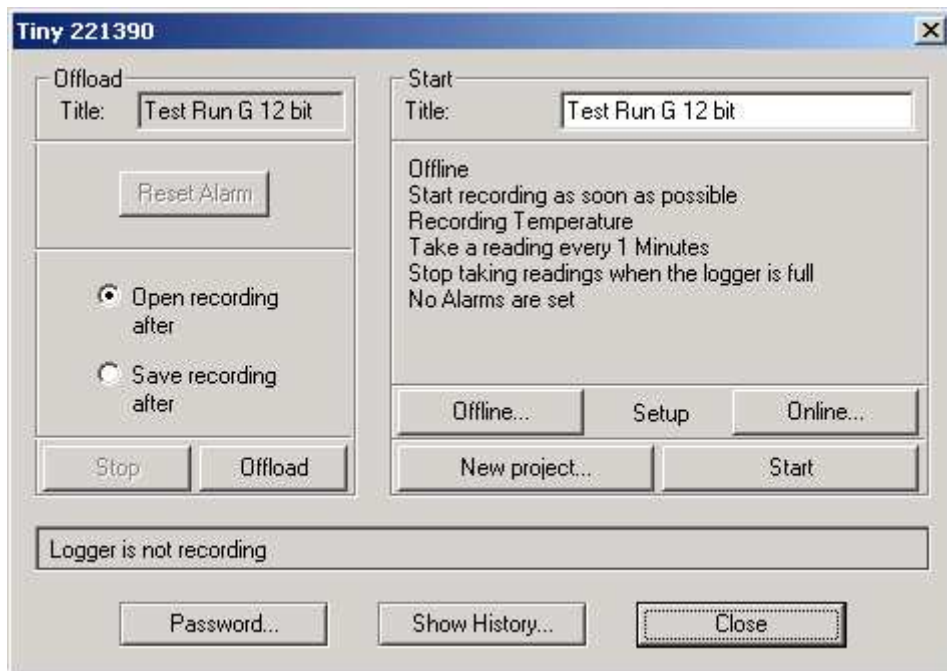 Tiny 221390
Offload
Title: Test Run G 12 bit
Reset Alarm
Open recording
after
Save recording
after
Stop Offload
Start
Title: Test Run G 12 bit
Offline
Start recording as soon as possible
Recording Temperature
Take a reading every 1 Minutes
Stop taking readings when the logger is full
No Alarms are set
Offline... Setup Online...
New project... Start
Logger is not recording
Password... Show History... Close